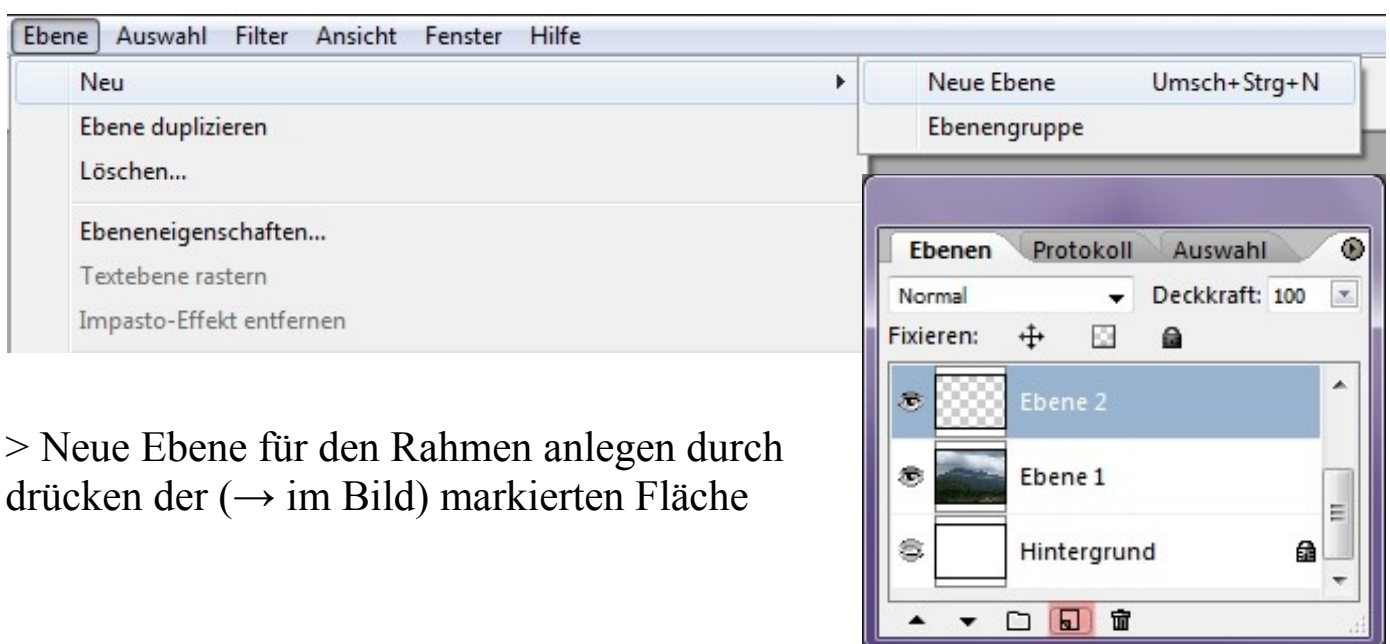 Ebene Auswahl Filter Ansicht Fenster Hilfe
Neu
Neue Ebene Umsch+Strg+N
Ebene duplizieren
Ebenengruppe
Löschen...
Ebeneneigenschaften...
Textebene rastern
Impasto-Effekt entfernen
Ebenen Protokoll Auswahl
Normal Deckkraft: 100
Fixieren:
Ebene 2
Ebene 1
Hintergrund
> Neue Ebene für den Rahmen anlegen durch
drücken der (→ im Bild) markierten Fläche